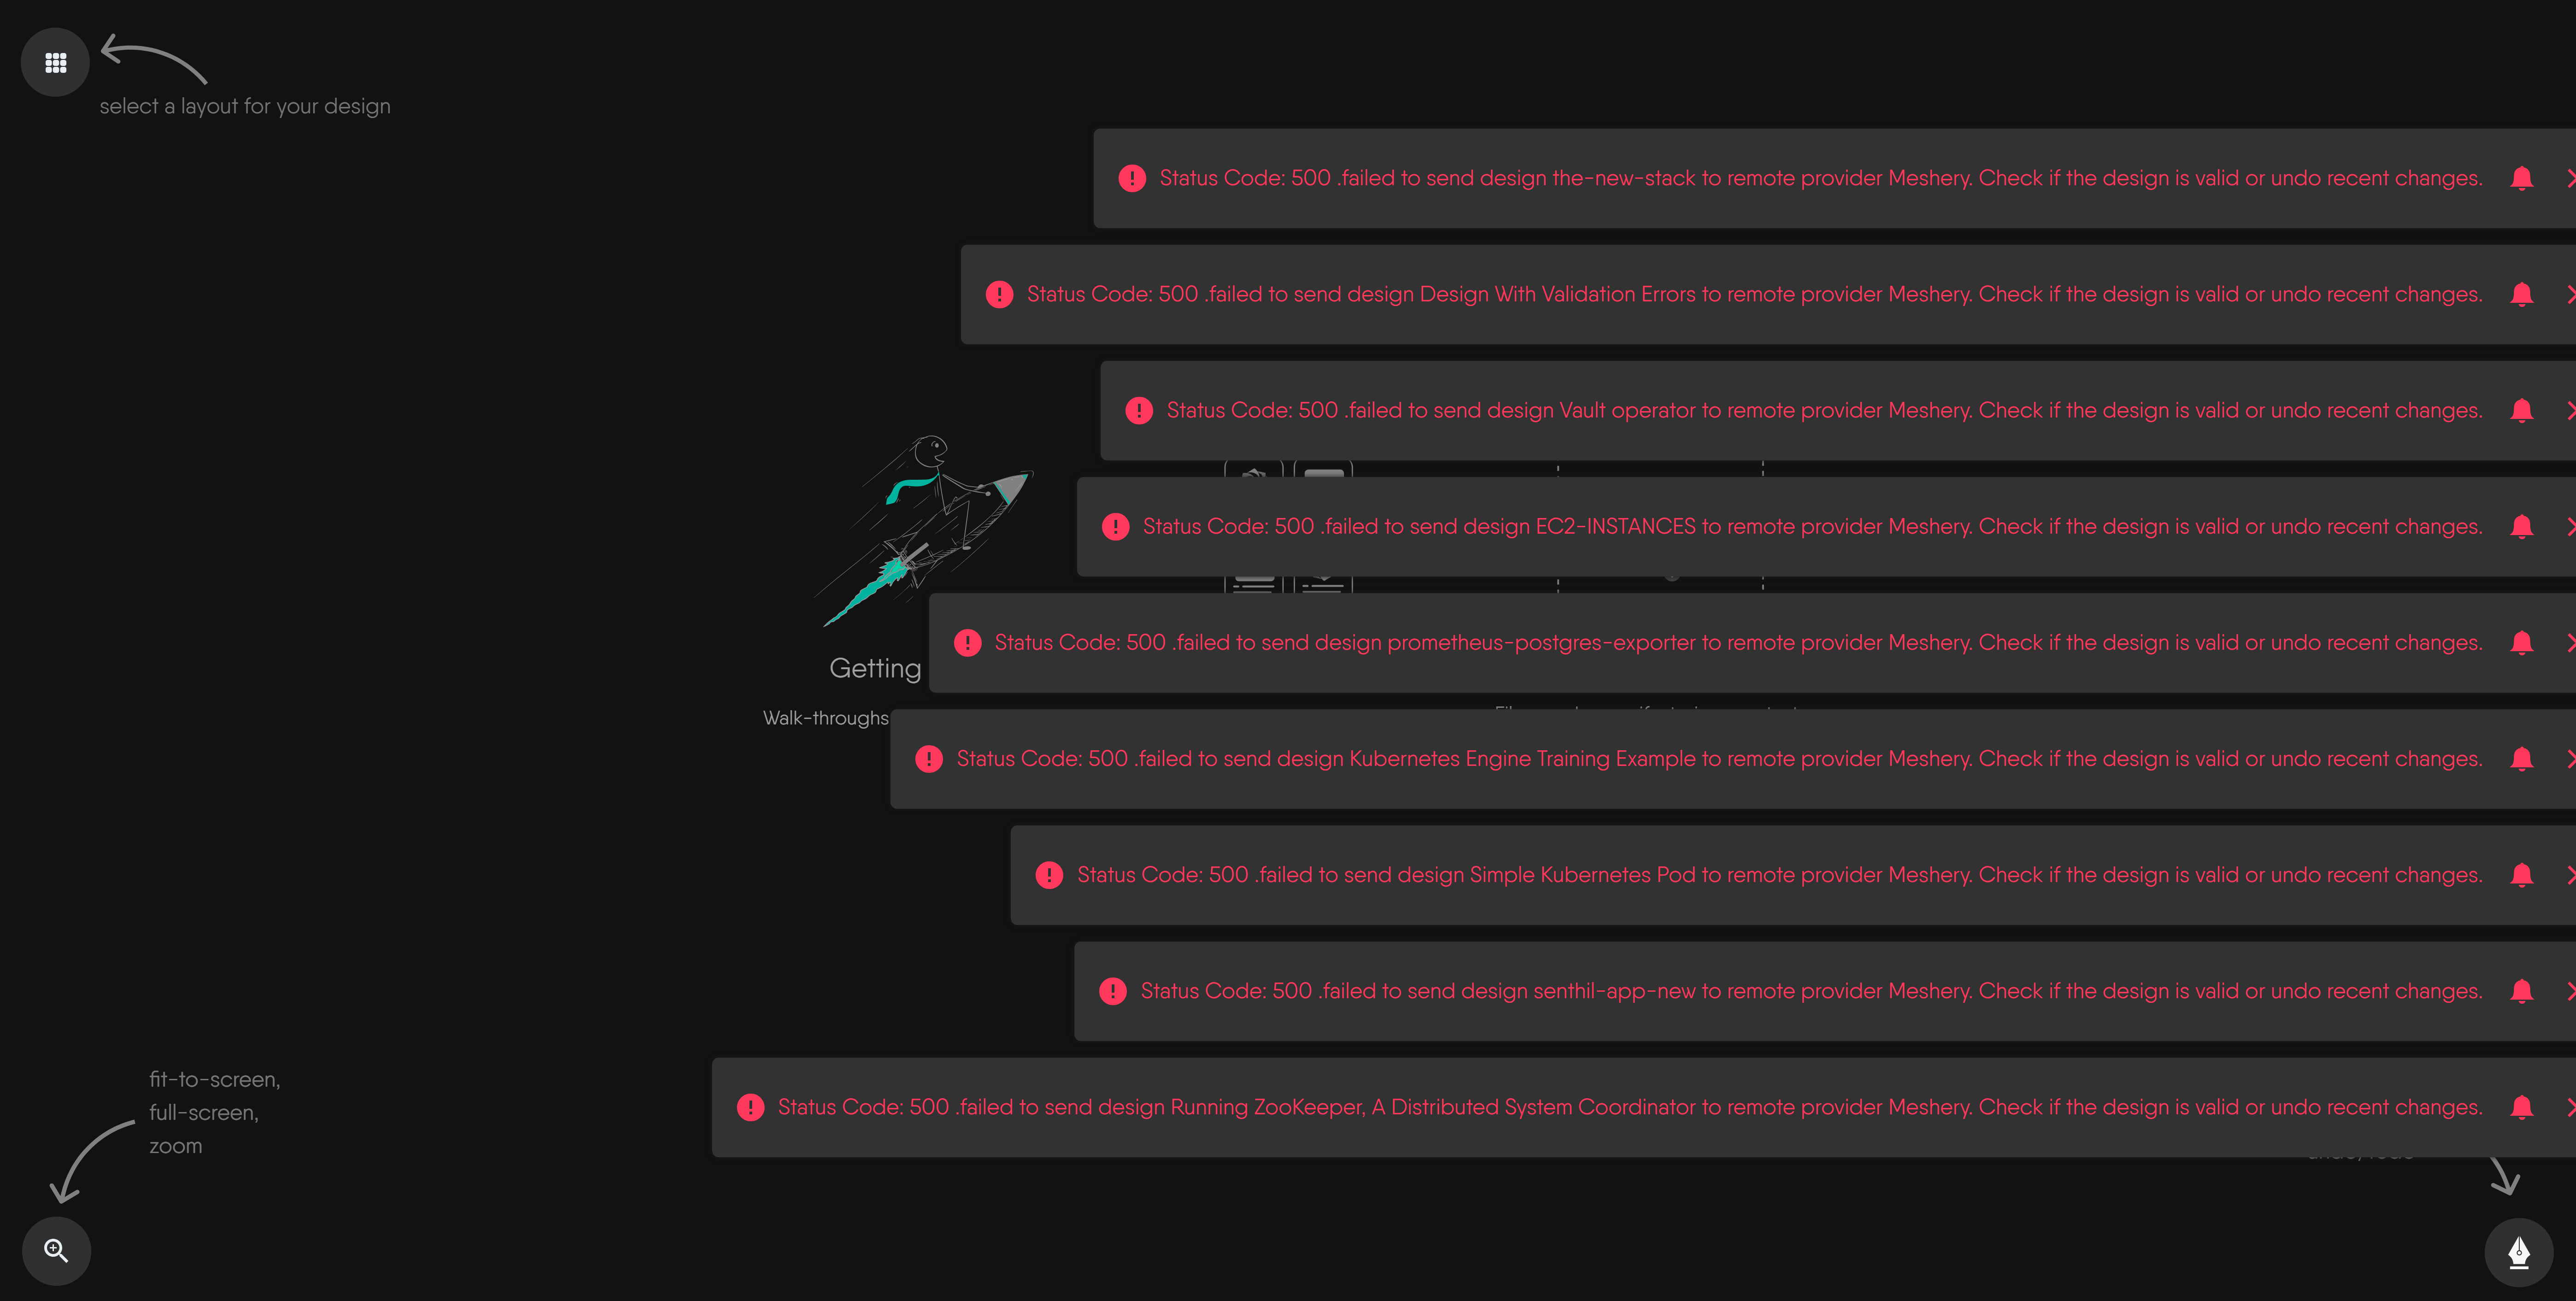 select a layout for your design
Status Code: 500 .failed to send design the-new-stack to remote provider Meshery. Check if the design is valid or undo recent changes.
Status Code: 500 .failed to send design Design With Validation Errors to remote provider Meshery. Check if the design is valid or undo recent changes.
Status Code: 500 .failed to send design Vault operator to remote provider Meshery. Check if the design is valid or undo recent changes.
Status Code: 500 .failed to send design EC2-INSTANCES to remote provider Meshery. Check if the design is valid or undo recent changes.
Status Code: 500 .failed to send design prometheus-postgres-exporter to remote provider Meshery. Check if the design is valid or undo recent changes.
Getting
Walk-throughs
Status Code: 500 .failed to send design Kubernetes Engine Training Example to remote provider Meshery. Check if the design is valid or undo recent changes.
Status Code: 500 .failed to send design Simple Kubernetes Pod to remote provider Meshery. Check if the design is valid or undo recent changes.
Status Code: 500 .failed to send design senthil-app-new to remote provider Meshery. Check if the design is valid or undo recent changes.
Status Code: 500 .failed to send design Running ZooKeeper, A Distributed System Coordinator to remote provider Meshery. Check if the design is valid or undo recent changes.
fit-to-screen,
full-screen,
zoom